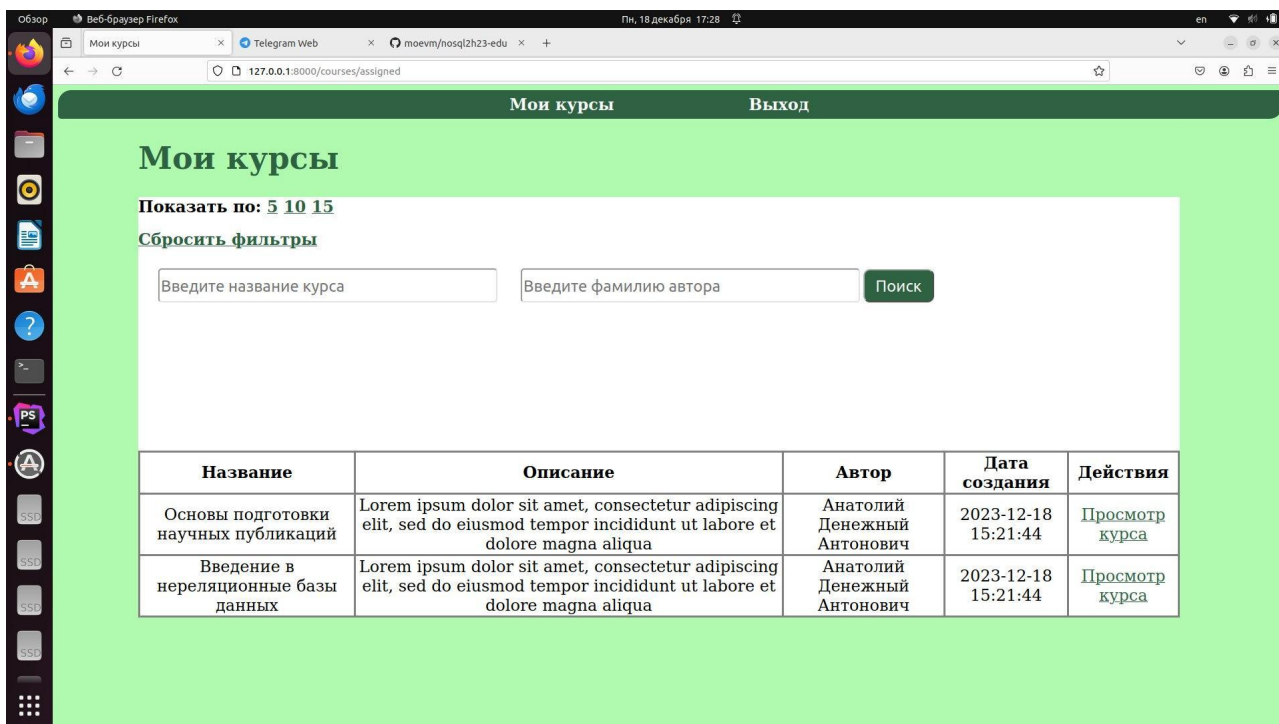 Обзор Веб-браузер Firefox Пн, 18 декабря 17:28 en
Мои курсы × Telegram Web × moevm/nosql2h23-edu × +
127.0.0.1:8000/courses/assigned
Мои курсы Выход
Мои курсы
Показать по: 5 10 15
Сбросить фильтры
Введите название курса Введите фамилию автора Поиск
Название Описание Автор Дата создания Действия
Основы подготовки научных публикаций
Lorem ipsum dolor sit amet, consectetur adipiscing
elit, sed do eiusmod tempor incididunt ut labore et
dolore magna aliqua
Анатолий
Денежный
Антонович
2023-12-18
15:21:44
Просмотр
курса
Введение в
нереляционные базы
данных
Lorem ipsum dolor sit amet, consectetur adipiscing
elit, sed do eiusmod tempor incididunt ut labore et
dolore magna aliqua
Анатолий
Денежный
Антонович
2023-12-18
15:21:44
Просмотр
курса
PS
SSD
SSD
SSD
SSD